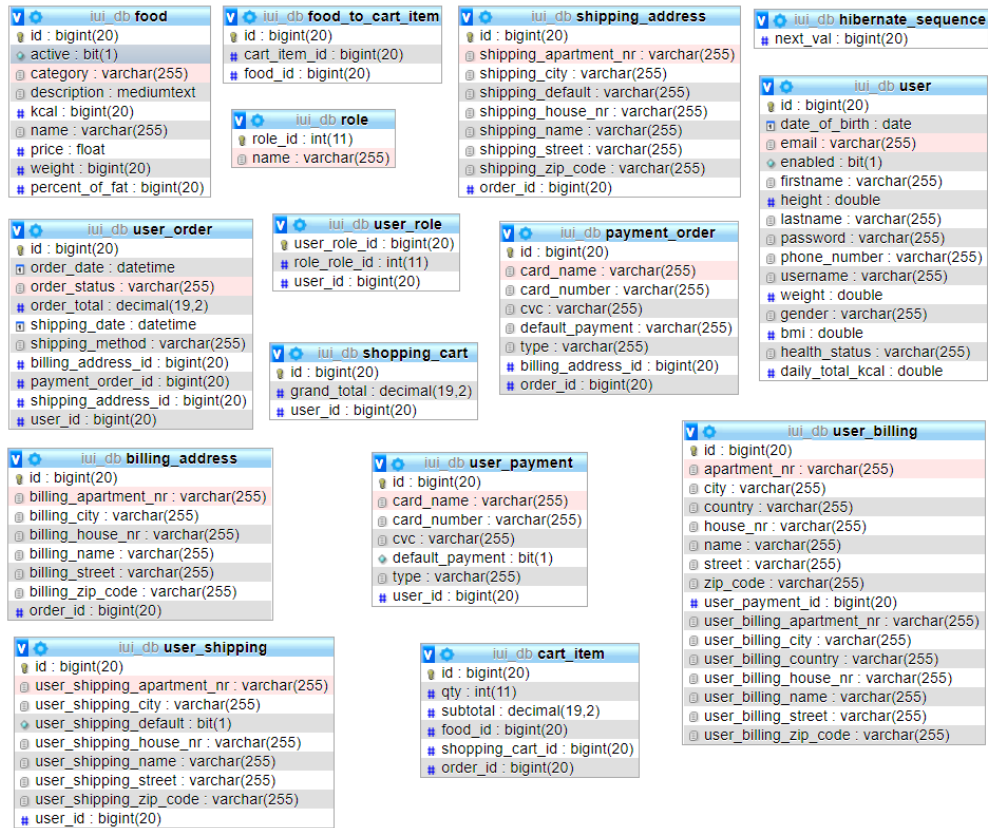 iui_db food
id : bigint(20)
active : bit(1)
category : varchar(255)
description : mediumtext
kcal : bigint(20)
name : varchar(255)
price : float
weight : bigint(20)
percent_of_fat : bigint(20)
iui_db food_to_cart_item
id : bigint(20)
cart_item_id : bigint(20)
food_id : bigint(20)
iui_db role
role_id : int(11)
name : varchar(255)
iui_db shipping_address
id : bigint(20)
shipping_apartment_nr : varchar(255)
shipping_city : varchar(255)
shipping_default : varchar(255)
shipping_house_nr : varchar(255)
shipping_name : varchar(255)
shipping_street : varchar(255)
shipping_zip_code : varchar(255)
order_id : bigint(20)
iui_db hibernate_sequence
next_val : bigint(20)
iui_db user
id : bigint(20)
date_of_birth : date
email : varchar(255)
enabled : bit(1)
firstname : varchar(255)
height : double
lastname : varchar(255)
password : varchar(255)
phone_number : varchar(255)
username : varchar(255)
weight : double
gender : varchar(255)
bmi : double
health_status : varchar(255)
daily_total_kcal : double
iui_db user_order
id : bigint(20)
order_date : datetime
order_status : varchar(255)
order_total : decimal(19,2)
shipping_date : datetime
shipping_method : varchar(255)
billing_address_id : bigint(20)
payment_order_id : bigint(20)
shipping_address_id : bigint(20)
user_id : bigint(20)
iui_db user_role
user_role_id : bigint(20)
role_role_id : int(11)
user_id : bigint(20)
iui_db shopping_cart
id : bigint(20)
grand_total : decimal(19,2)
user_id : bigint(20)
iui_db payment_order
id : bigint(20)
card_name : varchar(255)
card_number : varchar(255)
cvc : varchar(255)
default_payment : varchar(255)
type : varchar(255)
billing_address_id : bigint(20)
order_id : bigint(20)
iui_db billing_address
id : bigint(20)
billing_apartment_nr : varchar(255)
billing_city : varchar(255)
billing_house_nr : varchar(255)
billing_name : varchar(255)
billing_street : varchar(255)
billing_zip_code : varchar(255)
order_id : bigint(20)
iui_db user_payment
id : bigint(20)
card_name : varchar(255)
card_number : varchar(255)
cvc : varchar(255)
default_payment : bit(1)
type : varchar(255)
user_id : bigint(20)
iui_db user_billing
id : bigint(20)
apartment_nr : varchar(255)
city : varchar(255)
country : varchar(255)
house_nr : varchar(255)
name : varchar(255)
street : varchar(255)
zip_code : varchar(255)
user_payment_id : bigint(20)
user_billing_apartment_nr : varchar(255)
user_billing_city : varchar(255)
user_billing_country : varchar(255)
user_billing_house_nr : varchar(255)
user_billing_name : varchar(255)
user_billing_street : varchar(255)
user_billing_zip_code : varchar(255)
iui_db user_shipping
id : bigint(20)
user_shipping_apartment_nr : varchar(255)
user_shipping_city : varchar(255)
user_shipping_default : bit(1)
user_shipping_house_nr : varchar(255)
user_shipping_name : varchar(255)
user_shipping_street : varchar(255)
user_shipping_zip_code : varchar(255)
user_id : bigint(20)
iui_db cart_item
id : bigint(20)
qty : int(11)
subtotal : decimal(19,2)
food_id : bigint(20)
shopping_cart_id : bigint(20)
order_id : bigint(20)